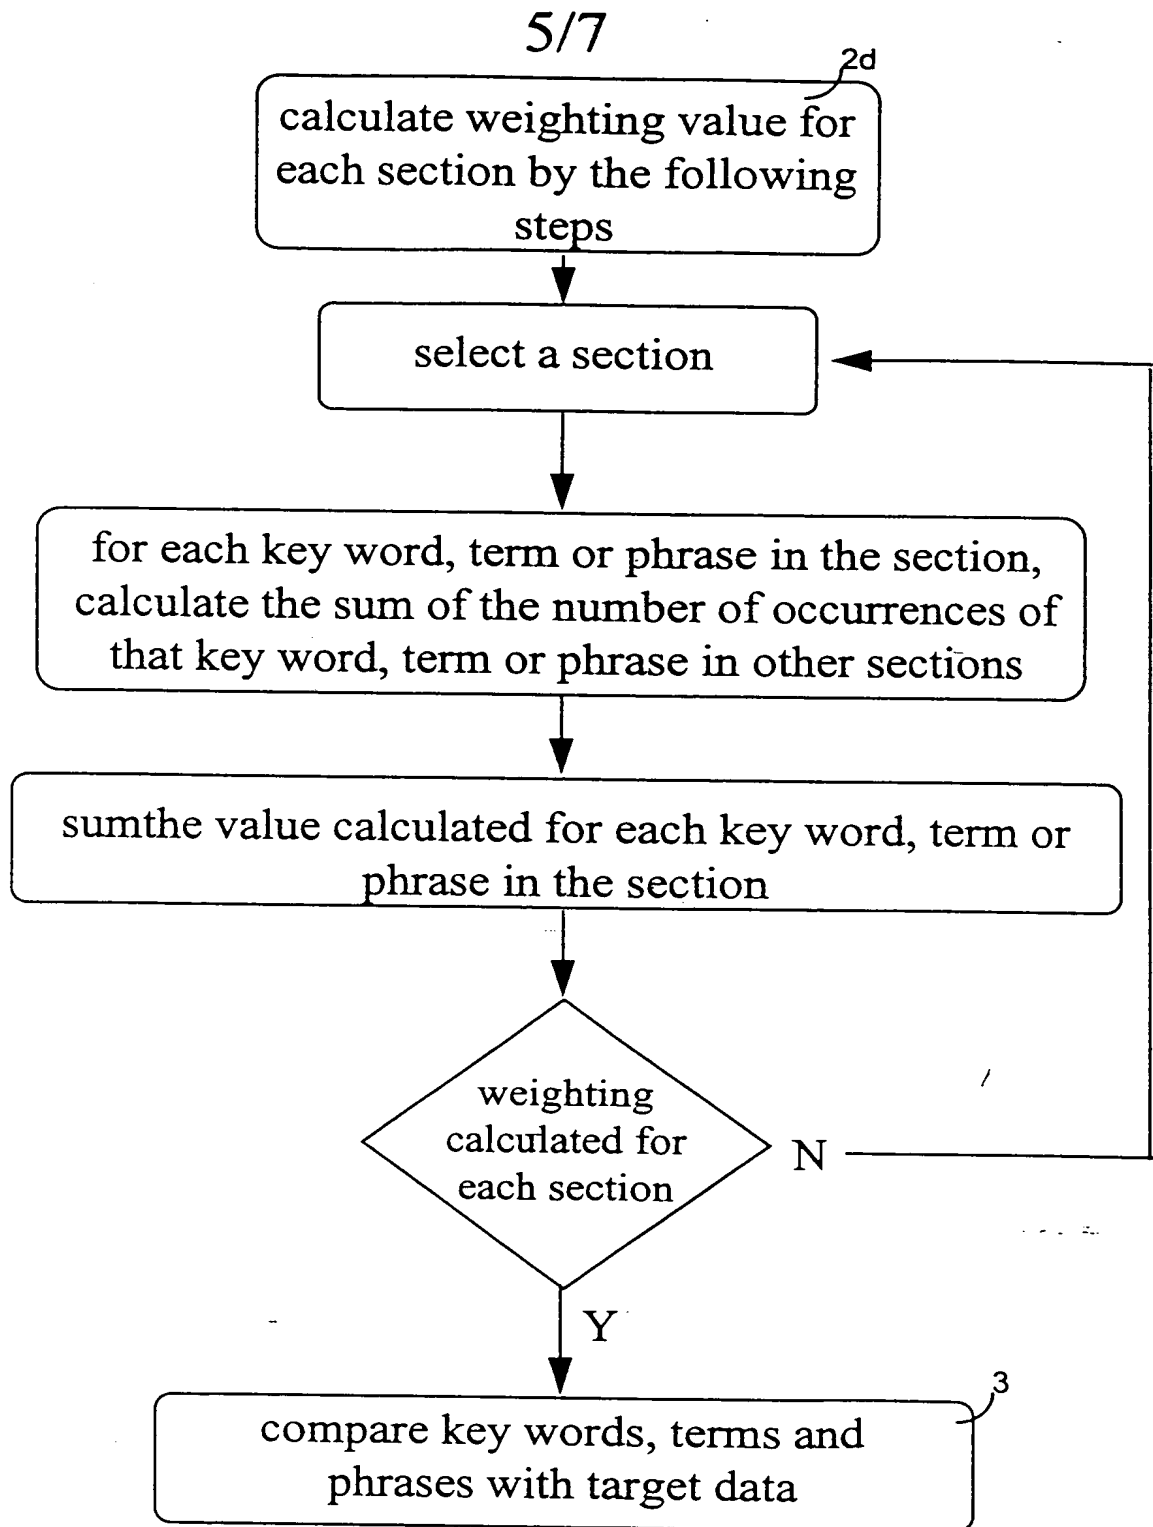 5/7
2d
calculate weighting value for
each section by the following
steps
select a section
for each key word, term or phrase in the section,
calculate the sum of the number of occurrences of
that key word, term or phrase in other sections
sumthe value calculated for each key word, term or
phrase in the section
weighting
calculated for
each section
N
Y
3
compare key words, terms and
phrases with target data